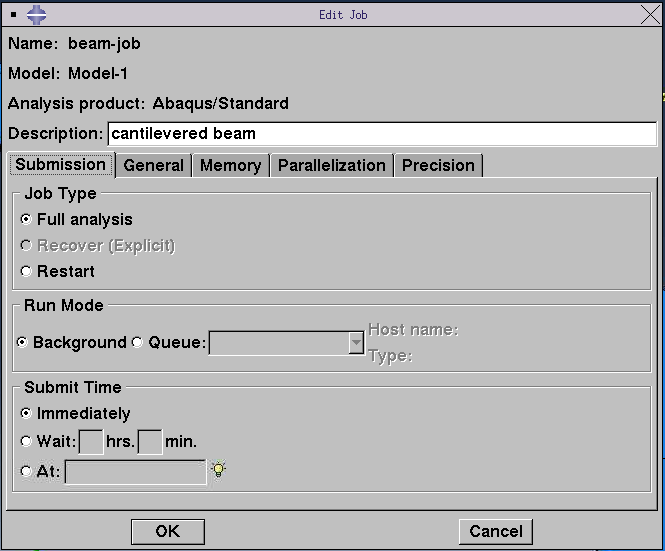 Edit Job
Name: beam-job
Model: Model-1
Analysis product: Abaqus/Standard
Description: cantilevered beam
Submission General Memory Parallelization Precision
Job Type
Full analysis
Recover (Explicit)
Restart
Run Mode
Background Queue: Host name:
Type:
Submit Time
Immediately
Wait: hrs. min.
At:
OK Cancel